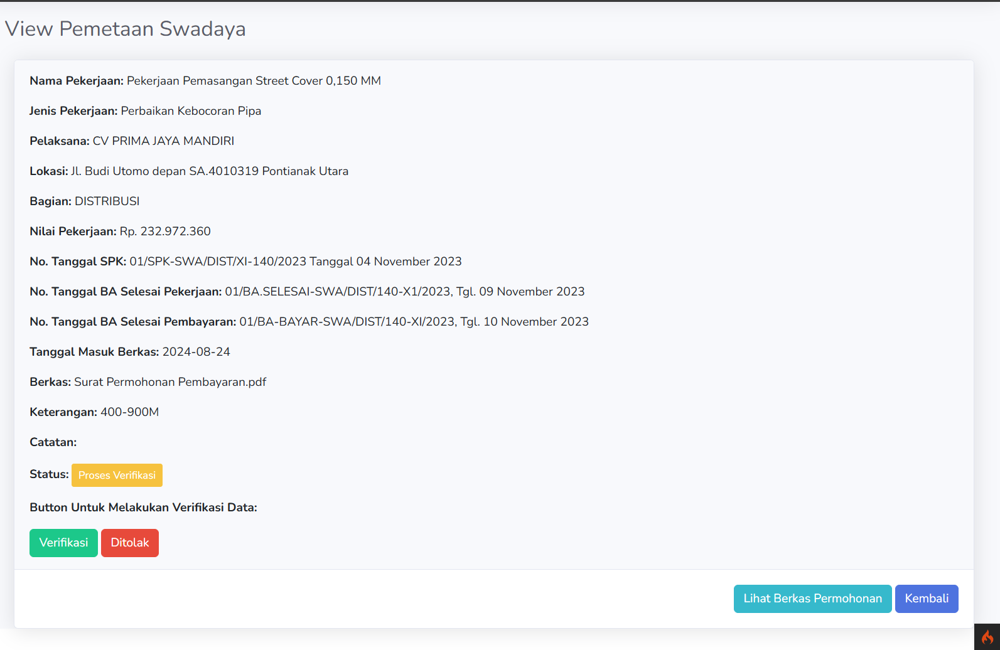 View Pemetaan Swadaya
Nama Pekerjaan: Pekerjaan Pemasangan Street Cover 0,150 MM
Jenis Pekerjaan: Perbaikan Kebocoran Pipa
Pelaksana: CV PRIMA JAYA MANDIRI
Lokasi: Jl. Budi Utomo depan SA.4010319 Pontianak Utara
Bagian: DISTRIBUSI
Nilai Pekerjaan: Rp. 232.972.360
No. Tanggal SPK: 01/SPK-SWA/DIST/XI-140/2023 Tanggal 04 November 2023
No. Tanggal BA Selesai Pekerjaan: 01/BA.SELESAI-SWA/DIST/140-X1/2023, Tgl. 09 November 2023
No. Tanggal BA Selesai Pembayaran: 01/BA-BAYAR-SWA/DIST/140-XI/2023, Tgl. 10 November 2023
Tanggal Masuk Berkas: 2024-08-24
Berkas: Surat Permohonan Pembayaran.pdf
Keterangan: 400-900M
Catatan:
Status: Proses Verifikasi
Button Untuk Melakukan Verifikasi Data:
Verifikasi Ditolak
Lihat Berkas Permohonan Kembali